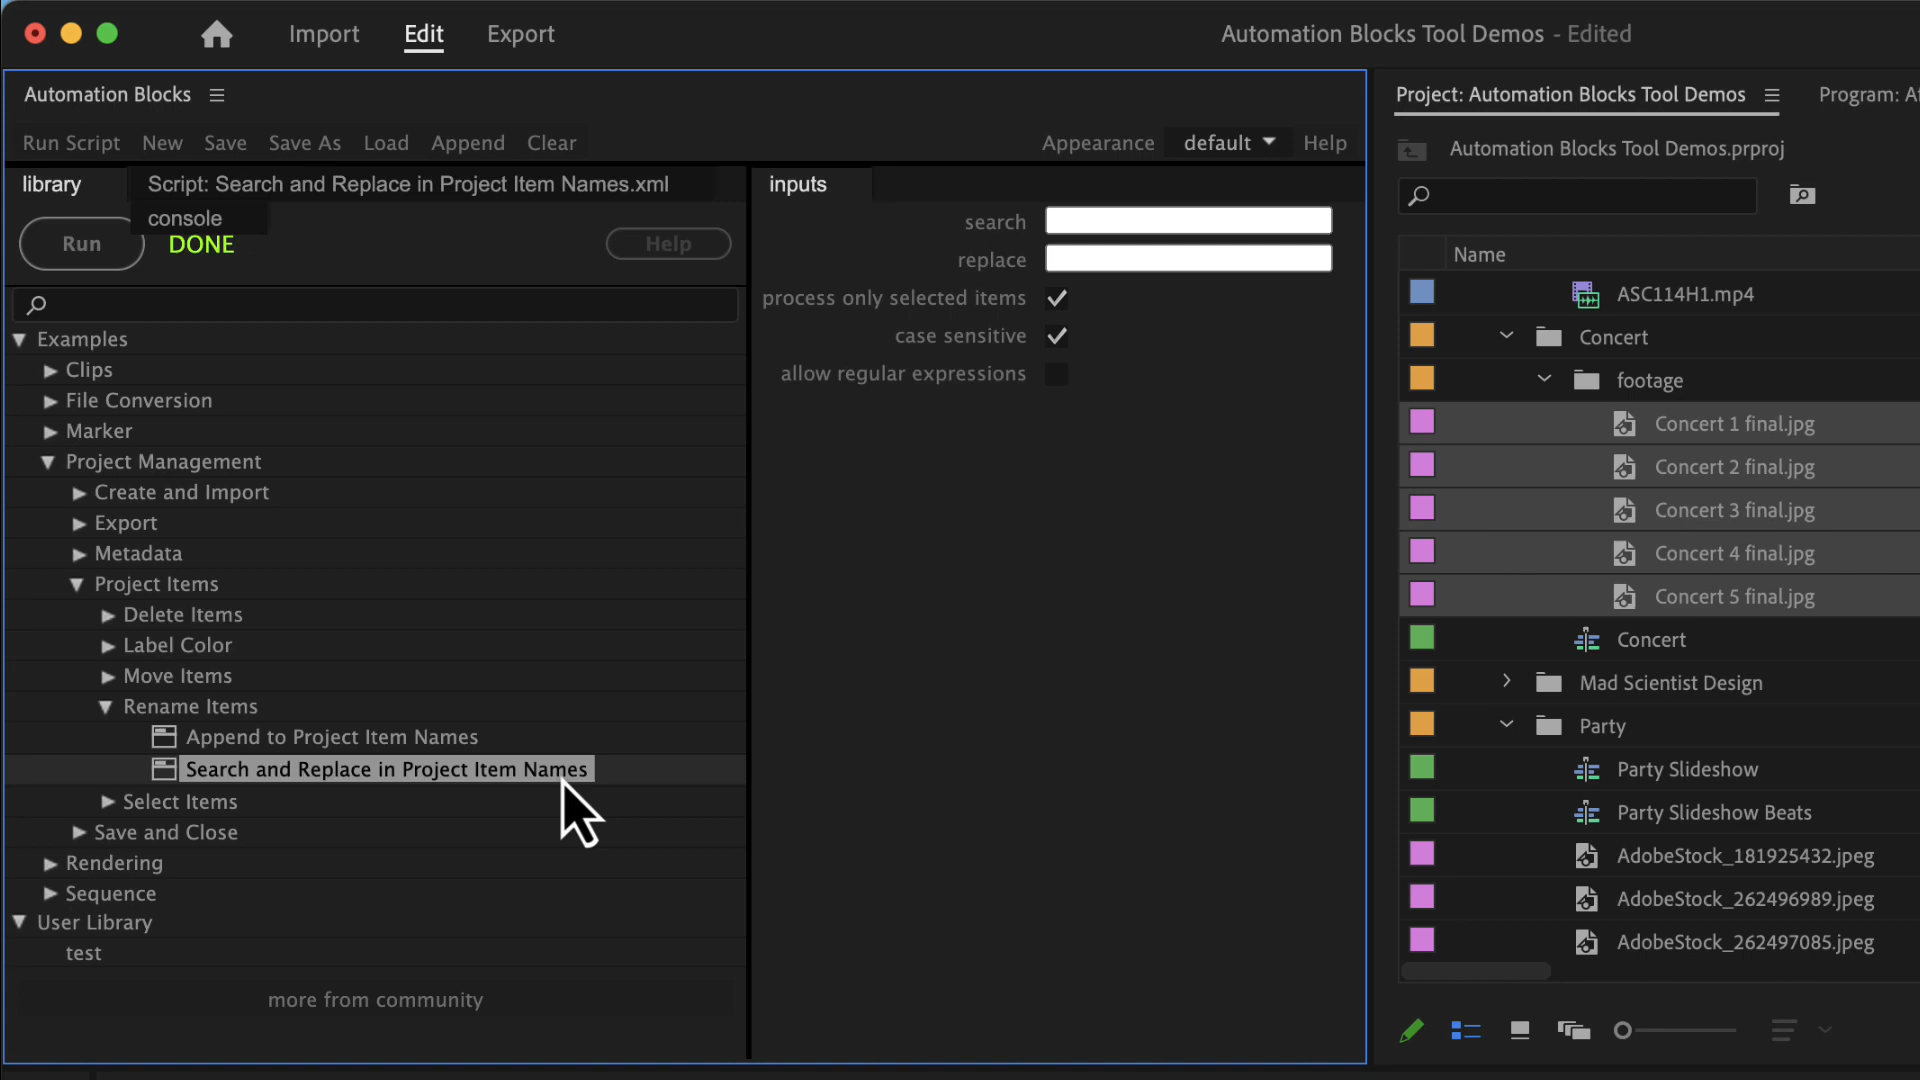 Import
Edit
Export
Automation Blocks Tool Demos - Edited
Automation Blocks
Run Script
New
Save
Save As
Load
Append
Clear
Appearance
default
Help
library
Script: Search and Replace in Project Item Names.xml
console
Run
DONE
Help
Examples
Clips
File Conversion
Marker
Project Management
Create and Import
Export
Metadata
Project Items
Delete Items
Label Color
Move Items
Rename Items
Append to Project Item Names
Search and Replace in Project Item Names
Select Items
Save and Close
Rendering
Sequence
User Library
test
more from community
inputs
search
replace
process only selected items
case sensitive
allow regular expressions
Project: Automation Blocks Tool Demos
Program:
Automation Blocks Tool Demos.prproj
Name
ASC114H1.mp4
Concert
footage
Concert 1 final.jpg
Concert 2 final.jpg
Concert 3 final.jpg
Concert 4 final.jpg
Concert 5 final.jpg
Concert
Mad Scientist Design
Party
Party Slideshow
Party Slideshow Beats
AdobeStock_181925432.jpeg
AdobeStock_262496989.jpeg
AdobeStock_262497085.jpeg